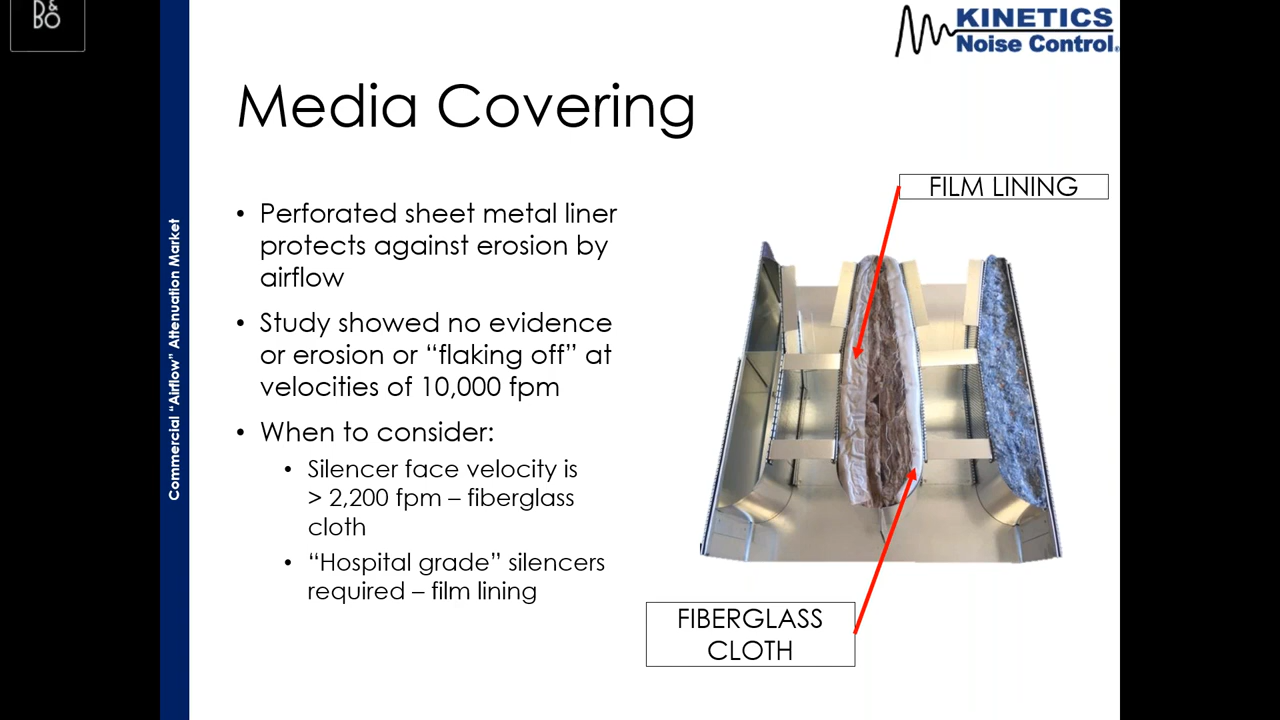 B&O
KINETICS
Noise Control
Media Covering
FILM LINING
• Perforated sheet metal liner
protects against erosion by
airflow
• Study showed no evidence
or erosion or “flaking off” at
velocities of 10,000 fpm
• When to consider:
• Silencer face velocity is
> 2,200 fpm – fiberglass
cloth
• “Hospital grade” silencers
required – film lining
FIBERGLASS
CLOTH
Commercial “Airflow” Attenuation Market